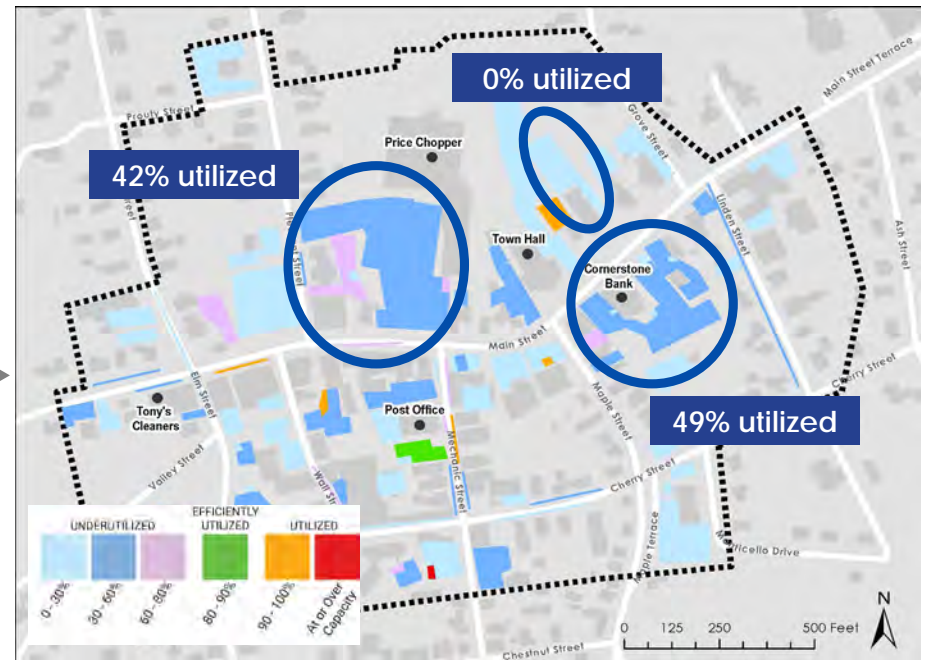 Main Street Terrace
0% utilized
Prouty Street
Grove Street
Price Chopper
42% utilized
Linden Street
Ash Street
Street
Street
Town Hall
Cornerstone
Bank
Main Street
Cherry Street
Elm Street
Tony's
Cleaners
Post Office
Maple Street
49% utilized
Mechanic Street
Valley Street
Wall
Cherry Street
UNDERUTILIZED
EFFICIENTLY
UTILIZED
UTILIZED
0 - 30%
30 - 60%
60 - 80%
80 - 90%
90 - 100%
At or Over
Capacity
Maple Terrace
Drive
N
0 125 250 500 Feet
Chestnut Street